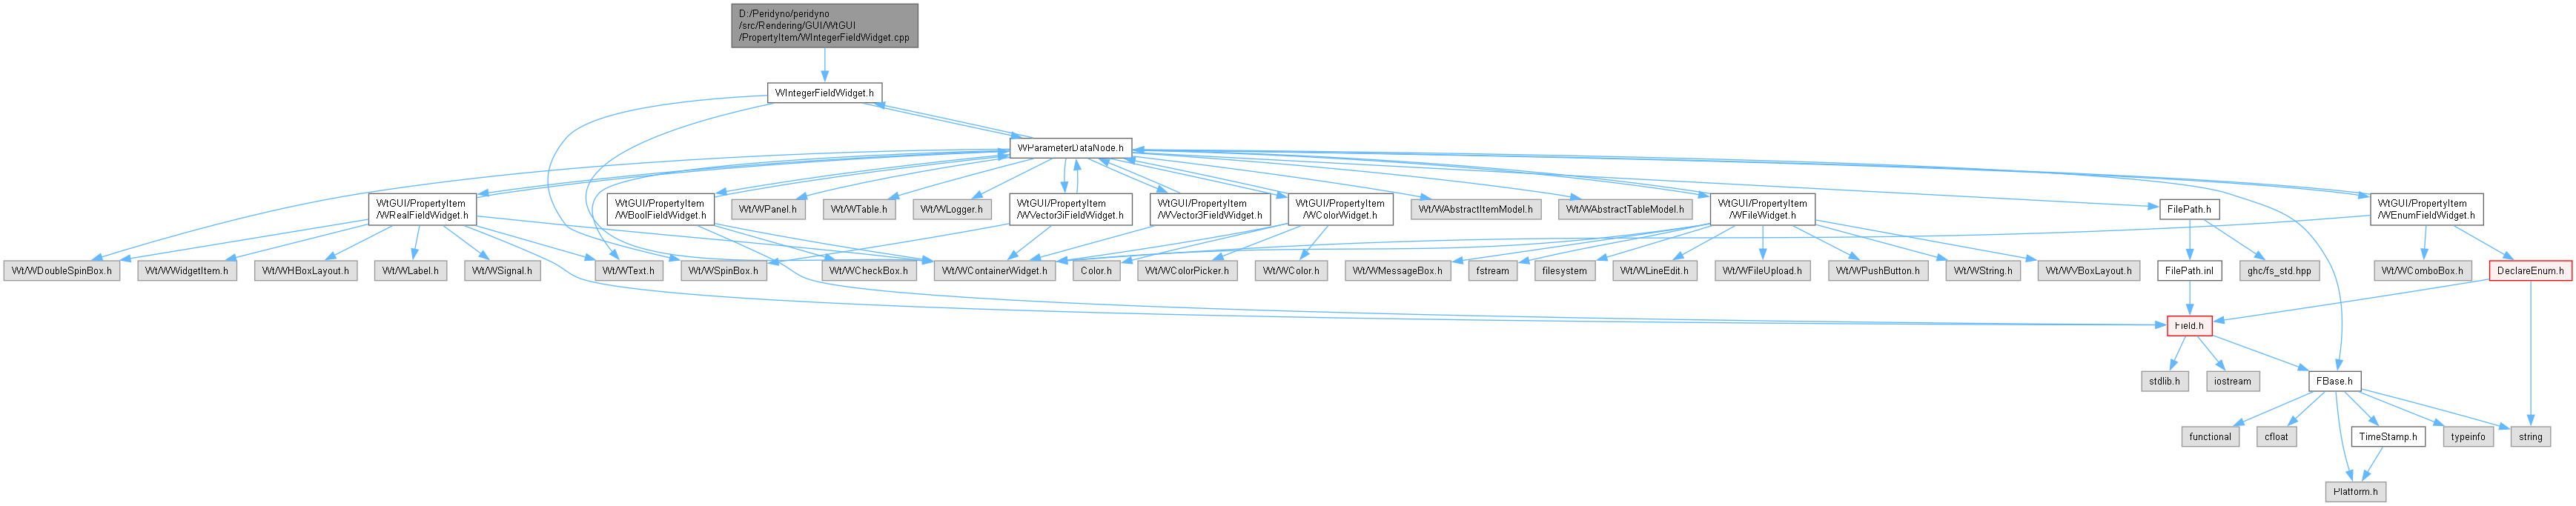 D:/Peridyno/peridyno
/src/Rendering/GUI/WtGUI
/PropertyItem/WIntegerFieldWidget.cpp
WIntegerFieldWidget.h
WParameterDataNode.h
WtGUI/PropertyItem
/WRealFieldWidget.h
WtGUI/PropertyItem
/WBoolFieldWidget.h
Wt/WPanel.h
Wt/WTable.h
Wt/WLogger.h
WtGUI/PropertyItem
/WVector3iFieldWidget.h
WtGUI/PropertyItem
/WVector3FieldWidget.h
WtGUI/PropertyItem
/WColorWidget.h
Wt/WAbstractItemModel.h
Wt/WAbstractTableModel.h
WtGUI/PropertyItem
/WFileWidget.h
FilePath.h
WtGUI/PropertyItem
/WEnumFieldWidget.h
Wt/WDoubleSpinBox.h
Wt/WWidgetItem.h
Wt/WHBoxLayout.h
Wt/WLabel.h
Wt/WSignal.h
Wt/WText.h
Wt/WSpinBox.h
Wt/WCheckBox.h
Wt/WContainerWidget.h
Color.h
Wt/WColorPicker.h
Wt/WColor.h
Wt/WMessageBox.h
fstream
filesystem
Wt/WLineEdit.h
Wt/WFileUpload.h
Wt/WPushButton.h
Wt/WString.h
Wt/WVBoxLayout.h
FilePath.inl
ghc/fs_std.hpp
Wt/WComboBox.h
DeclareEnum.h
Field.h
stdlib.h
iostream
FBase.h
functional
cfloat
TimeStamp.h
typeinfo
string
Platform.h